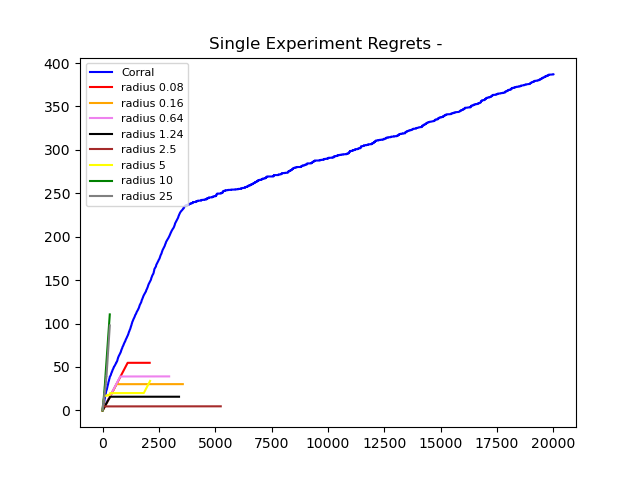 Single Experiment Regrets -
400
350
300
250
200
150
100
50
0
Corral
radius 0.08
radius 0.16
radius 0.64
radius 1.24
radius 2.5
radius 5
radius 10
radius 25
0 2500 5000 7500 10000 12500 15000 17500 20000